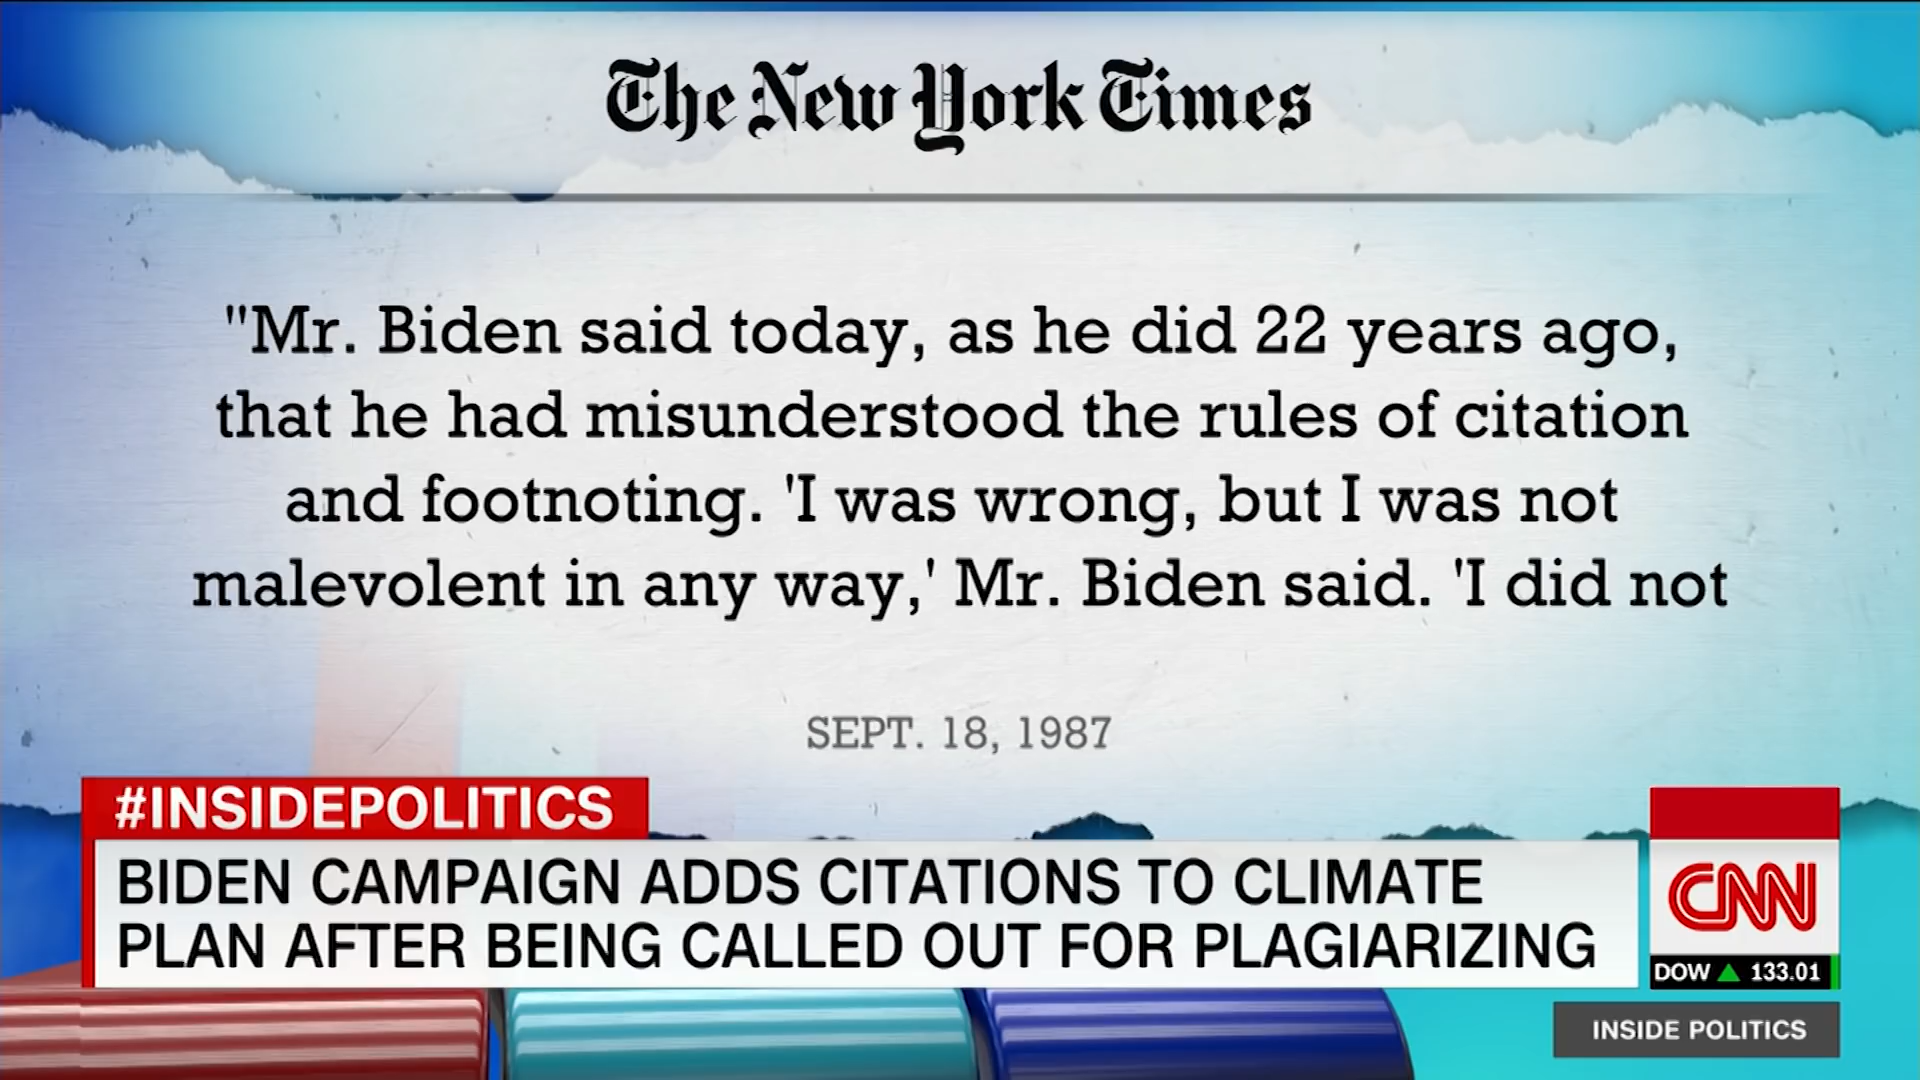 The New York Times
"Mr. Biden said today, as he did 22 years ago,
that he had misunderstood the rules of citation
and footnoting. 'I was wrong, but I was not
malevolent in any way,' Mr. Biden said. 'I did not
SEPT. 18, 1987
#INSIDEPOLITICS
BIDEN CAMPAIGN ADDS CITATIONS TO CLIMATE
PLAN AFTER BEING CALLED OUT FOR PLAGIARIZING
CNN
DOW ▲ 133.01
INSIDE POLITICS